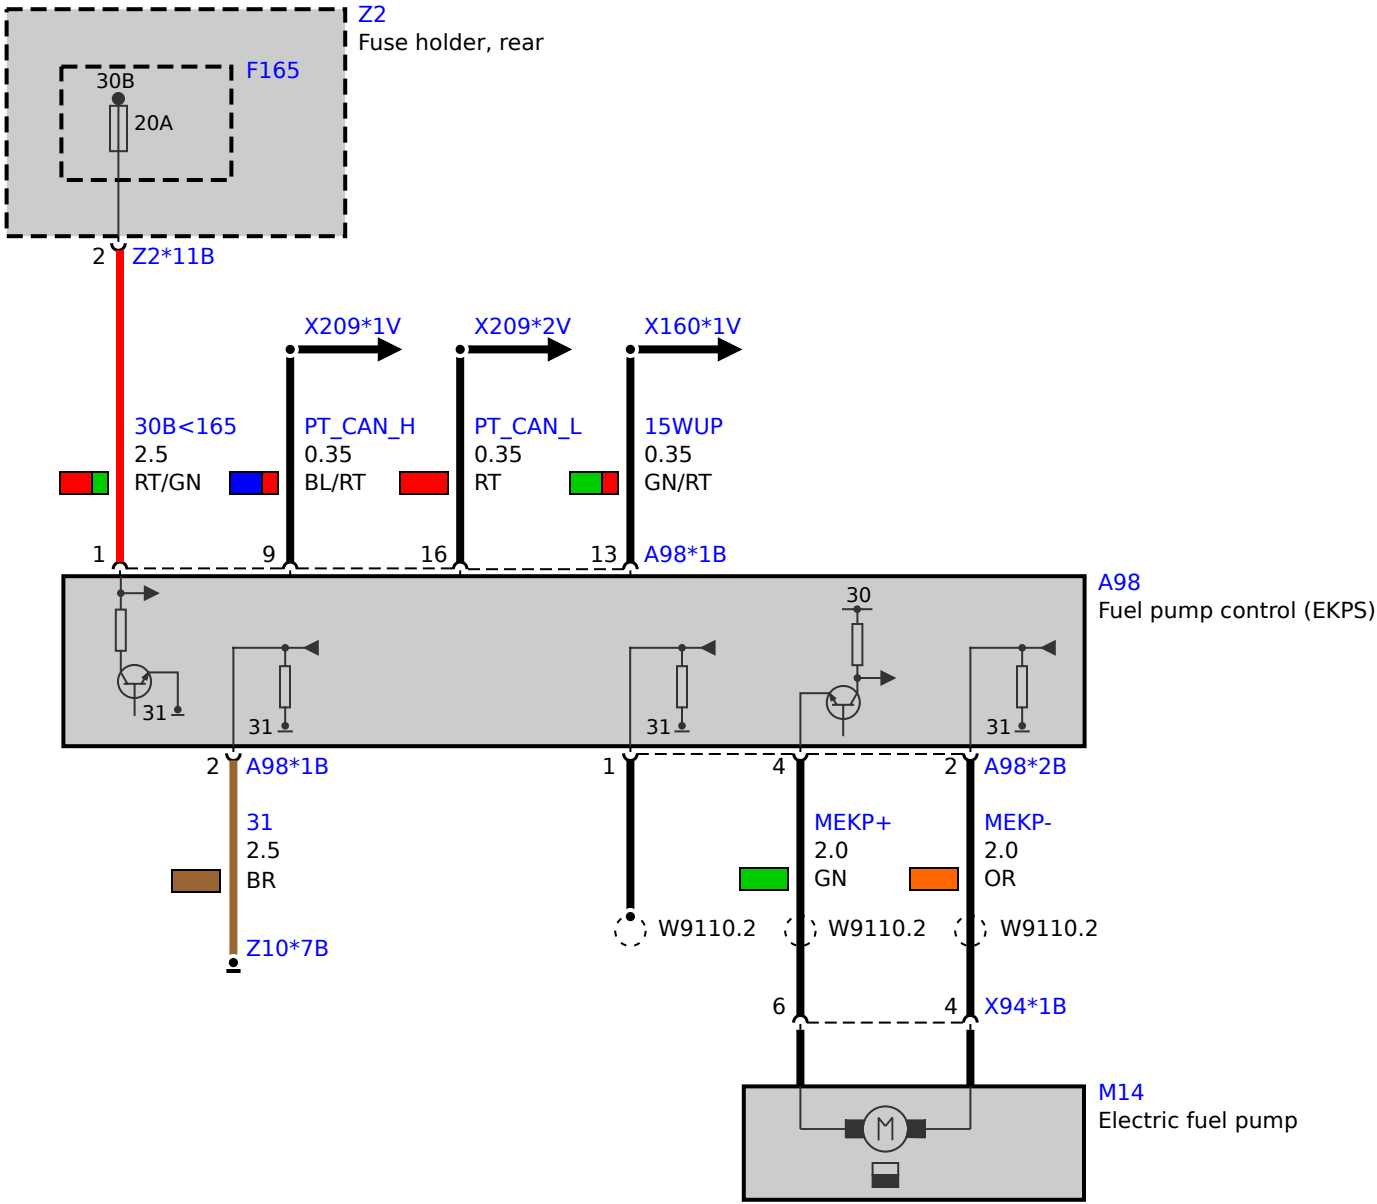 Z2
Fuse holder, rear
F165
30B
20A
2 Z2*11B
X209*1V X209*2V X160*1V
30B<165 PT_CAN_H PT_CAN_L 15WUP
2.5 0.35 0.35 0.35
RT/GN BL/RT RT GN/RT
1 9 16 13 A98*1B
A98
Fuel pump control (EKPS)
30
31 31 31 31
2 A98*1B 1 4 2 A98*2B
31 MEKP+ MEKP-
2.5 2.0 2.0
BR GN OR
W9110.2 W9110.2 W9110.2
Z10*7B
6 4 X94*1B
M14
Electric fuel pump
M